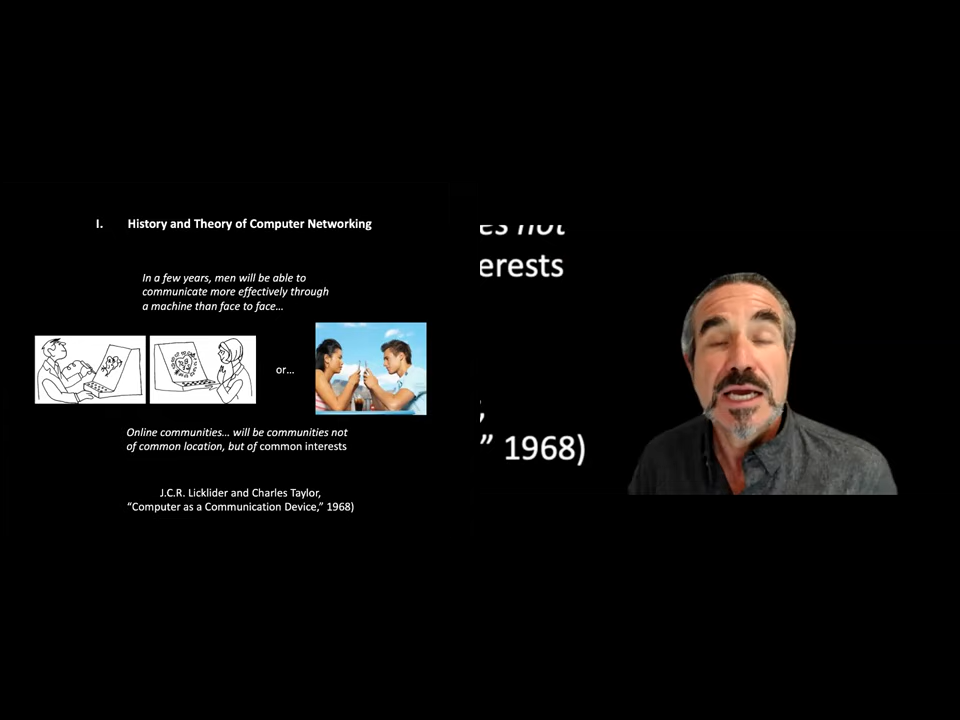 I. History and Theory of Computer Networking
In a few years, men will be able to
communicate more effectively through
a machine than face to face…
or…
Online communities… will be communities not
of common location, but of common interests
J.C.R. Licklider and Charles Taylor,
“Computer as a Communication Device,” 1968)
es not
erests
,
” 1968)